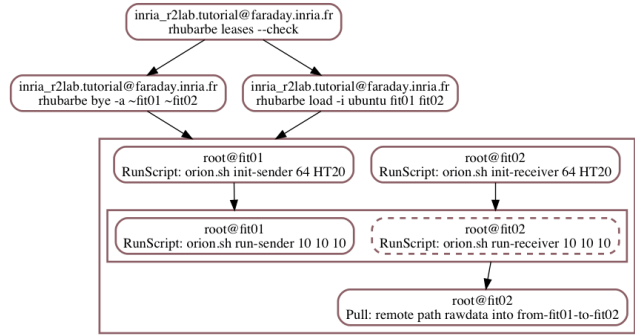 inria_r2lab.tutorial@faraday.inria.fr
rhubarbe leases --check
inria_r2lab.tutorial@faraday.inria.fr
rhubarbe bye -a ~fit01 ~fit02
inria_r2lab.tutorial@faraday.inria.fr
rhubarbe load -i ubuntu fit01 fit02
root@fit01
RunScript: orion.sh init-sender 64 HT20
root@fit02
RunScript: orion.sh init-receiver 64 HT20
root@fit01
RunScript: orion.sh run-sender 10 10 10
root@fit02
RunScript: orion.sh run-receiver 10 10 10
root@fit02
Pull: remote path rawdata into from-fit01-to-fit02